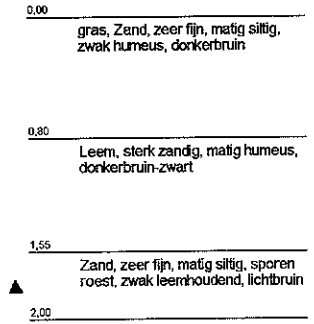 0,00
gras, Zand, zeer fijn, matig siltig,
zwak humeus, donkerbruin
0,80
Leem, sterk zandig, matig humeus,
donkerbruin-zwart
1,55
Zand, zeer fijn, matig siltig, sporen
roest, zwak leemhoudend, lichtbruin
2,00